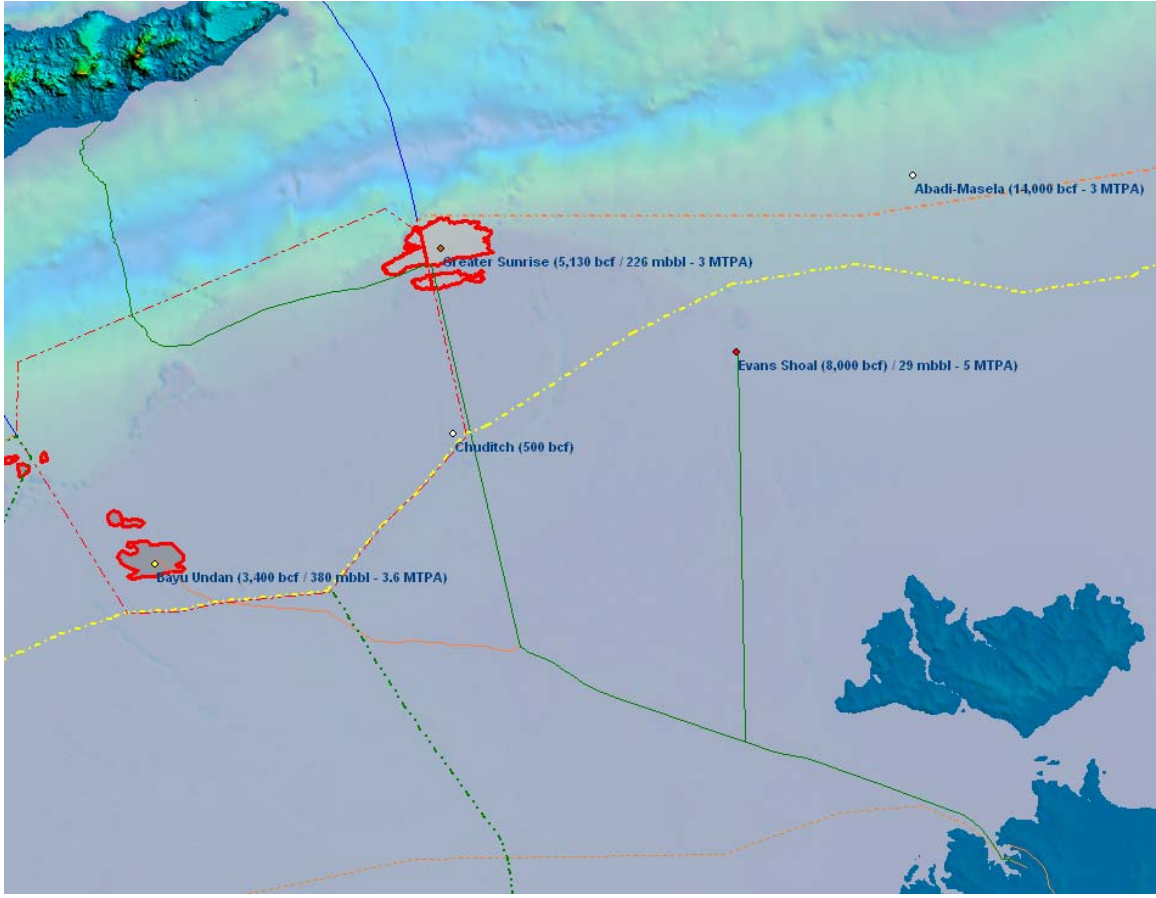 Abadi-Masela (14,000 bcf - 3 MTPA)
Greater Sunrise (5,130 bcf / 226 mbbl - 3 MTPA)
Evans Shoal (8,000 bcf) / 29 mbbl - 5 MTPA)
Chuditch (500 bcf)
Bayu Undan (3,400 bcf / 380 mbbl - 3.6 MTPA)